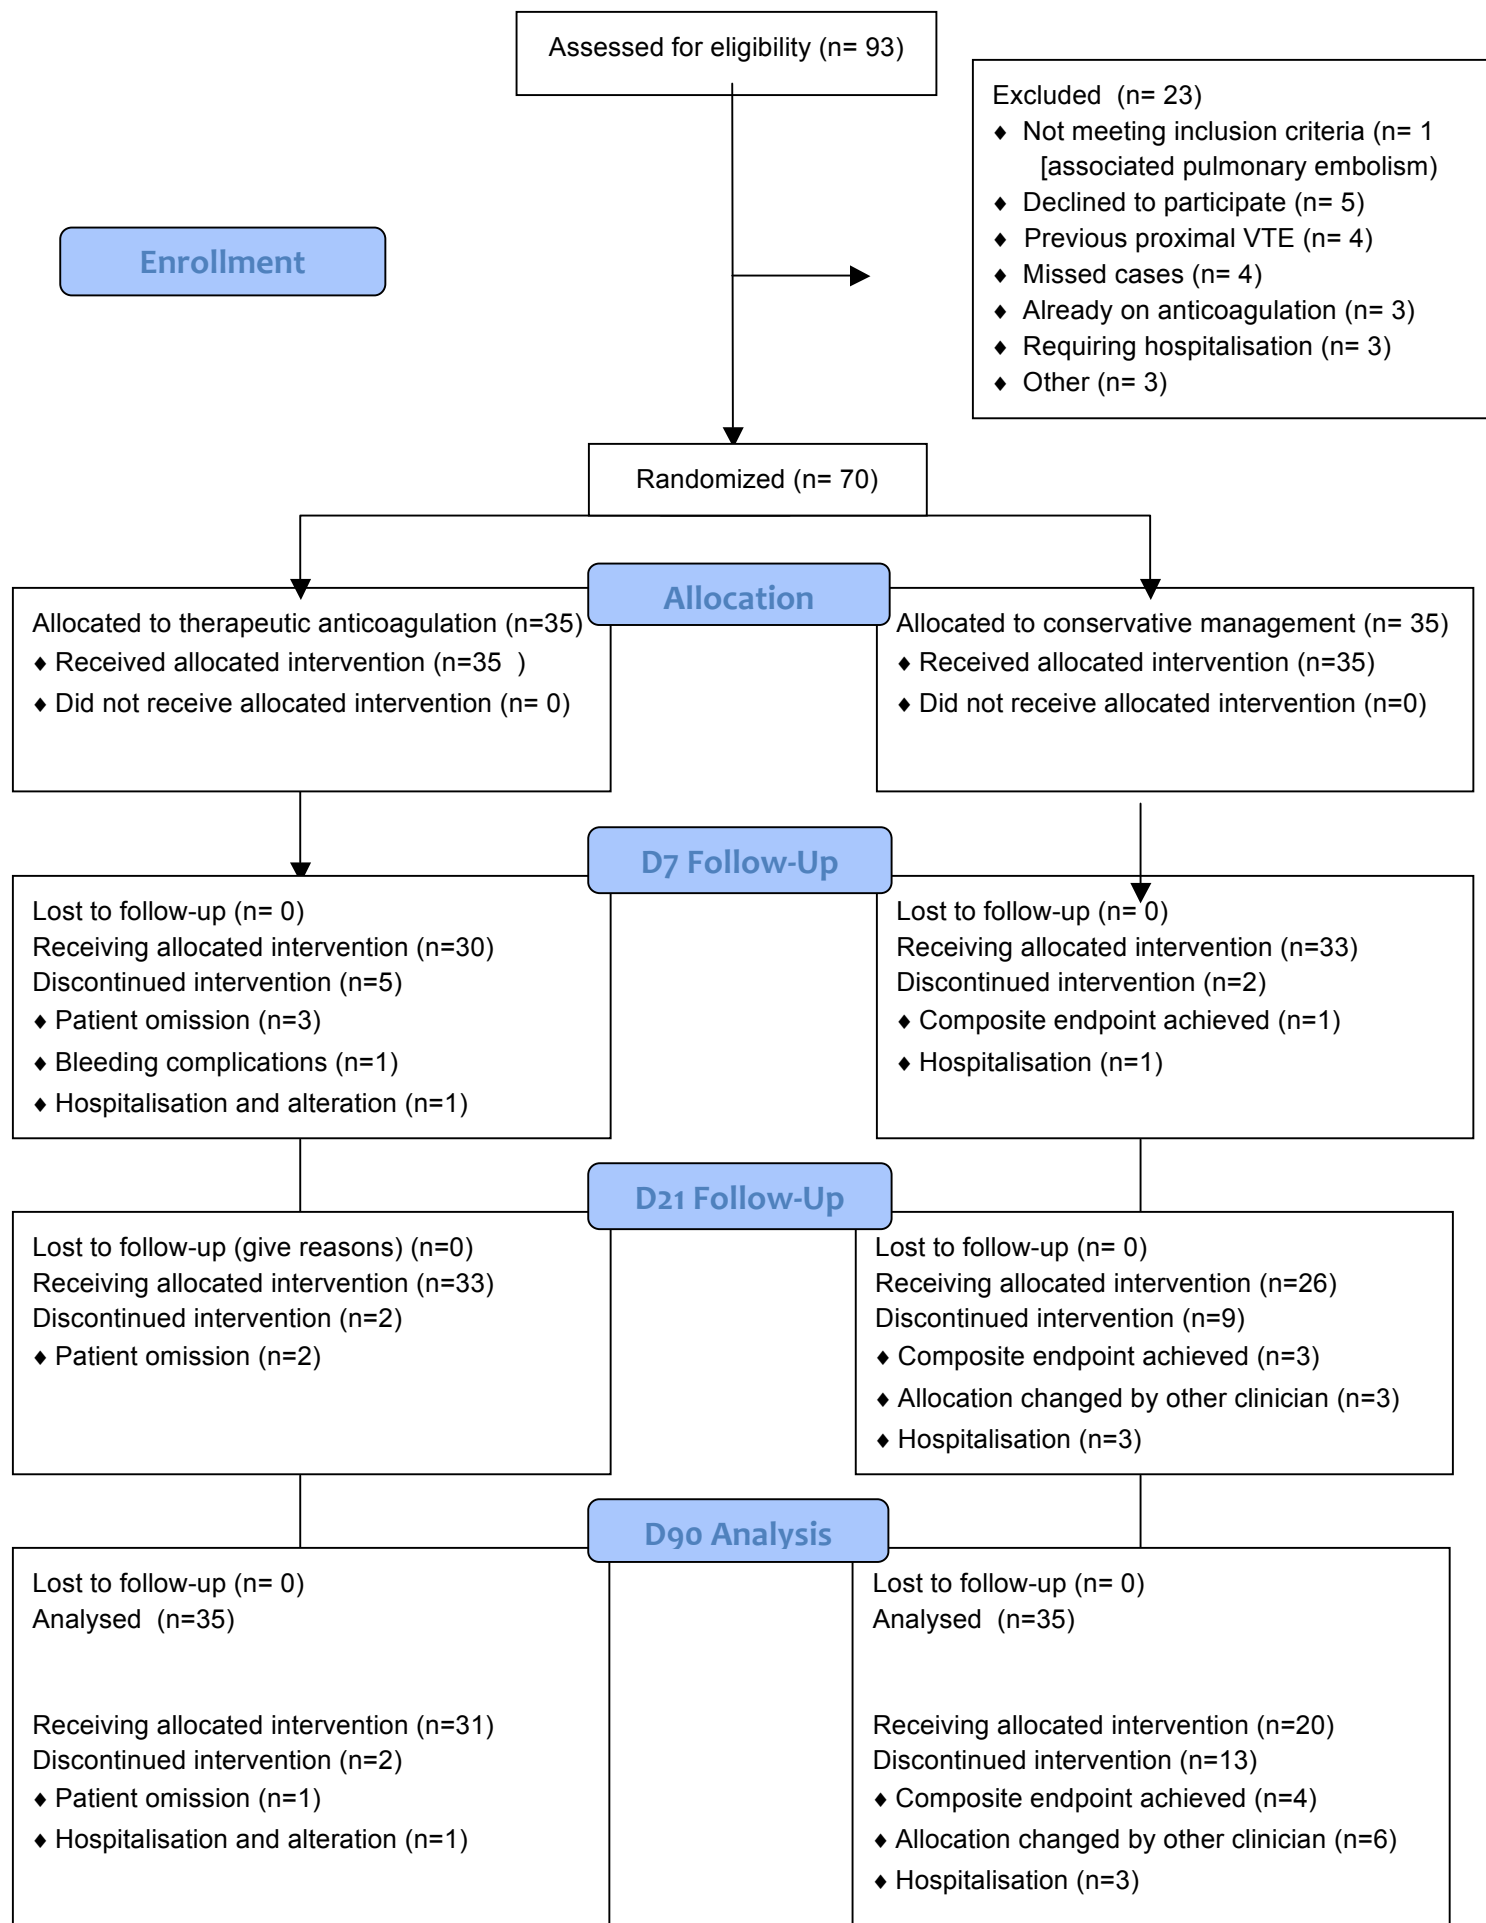 Assessed for eligibility (n= 93)
Excluded  (n= 23)
♦ Not meeting inclusion criteria (n= 1
[associated pulmonary embolism)
♦ Declined to participate (n= 5)
♦ Previous proximal VTE (n= 4)
♦ Missed cases (n= 4)
♦ Already on anticoagulation (n= 3)
♦ Requiring hospitalisation (n= 3)
♦ Other (n= 3)
Enrollment
Randomized (n= 70)
Allocation
Allocated to therapeutic anticoagulation (n=35)
♦ Received allocated intervention (n=35  )
♦ Did not receive allocated intervention (n= 0)
Allocated to conservative management (n= 35)
♦ Received allocated intervention (n=35)
♦ Did not receive allocated intervention (n=0)
D7 Follow-Up
Lost to follow-up (n= 0)
Receiving allocated intervention (n=30)
Discontinued intervention (n=5)
♦ Patient omission (n=3)
♦ Bleeding complications (n=1)
♦ Hospitalisation and alteration (n=1)
Lost to follow-up (n= 0)
Receiving allocated intervention (n=33)
Discontinued intervention (n=2)
♦ Composite endpoint achieved (n=1)
♦ Hospitalisation (n=1)
D21 Follow-Up
Lost to follow-up (give reasons) (n=0)
Receiving allocated intervention (n=33)
Discontinued intervention (n=2)
♦ Patient omission (n=2)
Lost to follow-up (n= 0)
Receiving allocated intervention (n=26)
Discontinued intervention (n=9)
♦ Composite endpoint achieved (n=3)
♦ Allocation changed by other clinician (n=3)
♦ Hospitalisation (n=3)
D90 Analysis
Lost to follow-up (n= 0)
Analysed  (n=35)
Receiving allocated intervention (n=31)
Discontinued intervention (n=2)
♦ Patient omission (n=1)
♦ Hospitalisation and alteration (n=1)
Lost to follow-up (n= 0)
Analysed  (n=35)
Receiving allocated intervention (n=20)
Discontinued intervention (n=13)
♦ Composite endpoint achieved (n=4)
♦ Allocation changed by other clinician (n=6)
♦ Hospitalisation (n=3)